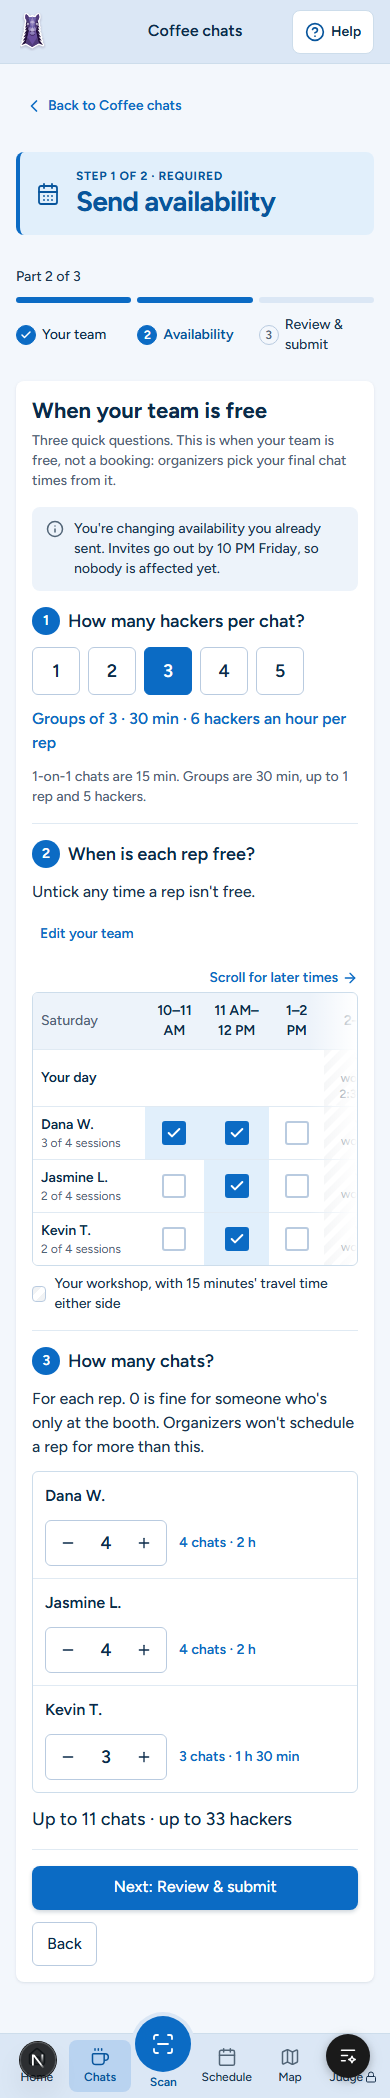 Coffee chats
Help
Back to Coffee chats
STEP 1 OF 2 · REQUIRED
Send availability
Part 2 of 3
Your team
2 Availability
3 Review &
submit
When your team is free
Three quick questions. This is when your team is
free, not a booking: organizers pick your final chat
times from it.
You're changing availability you already
sent. Invites go out by 10 PM Friday, so
nobody is affected yet.
1 How many hackers per chat?
1 2 3 4 5
Groups of 3 · 30 min · 6 hackers an hour per
rep
1-on-1 chats are 15 min. Groups are 30 min, up to 1
rep and 5 hackers.
2 When is each rep free?
Untick any time a rep isn't free.
Edit your team
Scroll for later times →
Saturday 10–11 AM 11 AM–12 PM 1–2 PM
Your day
Dana W.
3 of 4 sessions
Jasmine L.
2 of 4 sessions
Kevin T.
2 of 4 sessions
Your workshop, with 15 minutes' travel time
either side
3 How many chats?
For each rep. 0 is fine for someone who's
only at the booth. Organizers won't schedule
a rep for more than this.
Dana W.
− 4 + 4 chats · 2 h
Jasmine L.
− 4 + 4 chats · 2 h
Kevin T.
− 3 + 3 chats · 1 h 30 min
Up to 11 chats · up to 33 hackers
Next: Review & submit
Back
N
Home Chats Scan Schedule Map Judge